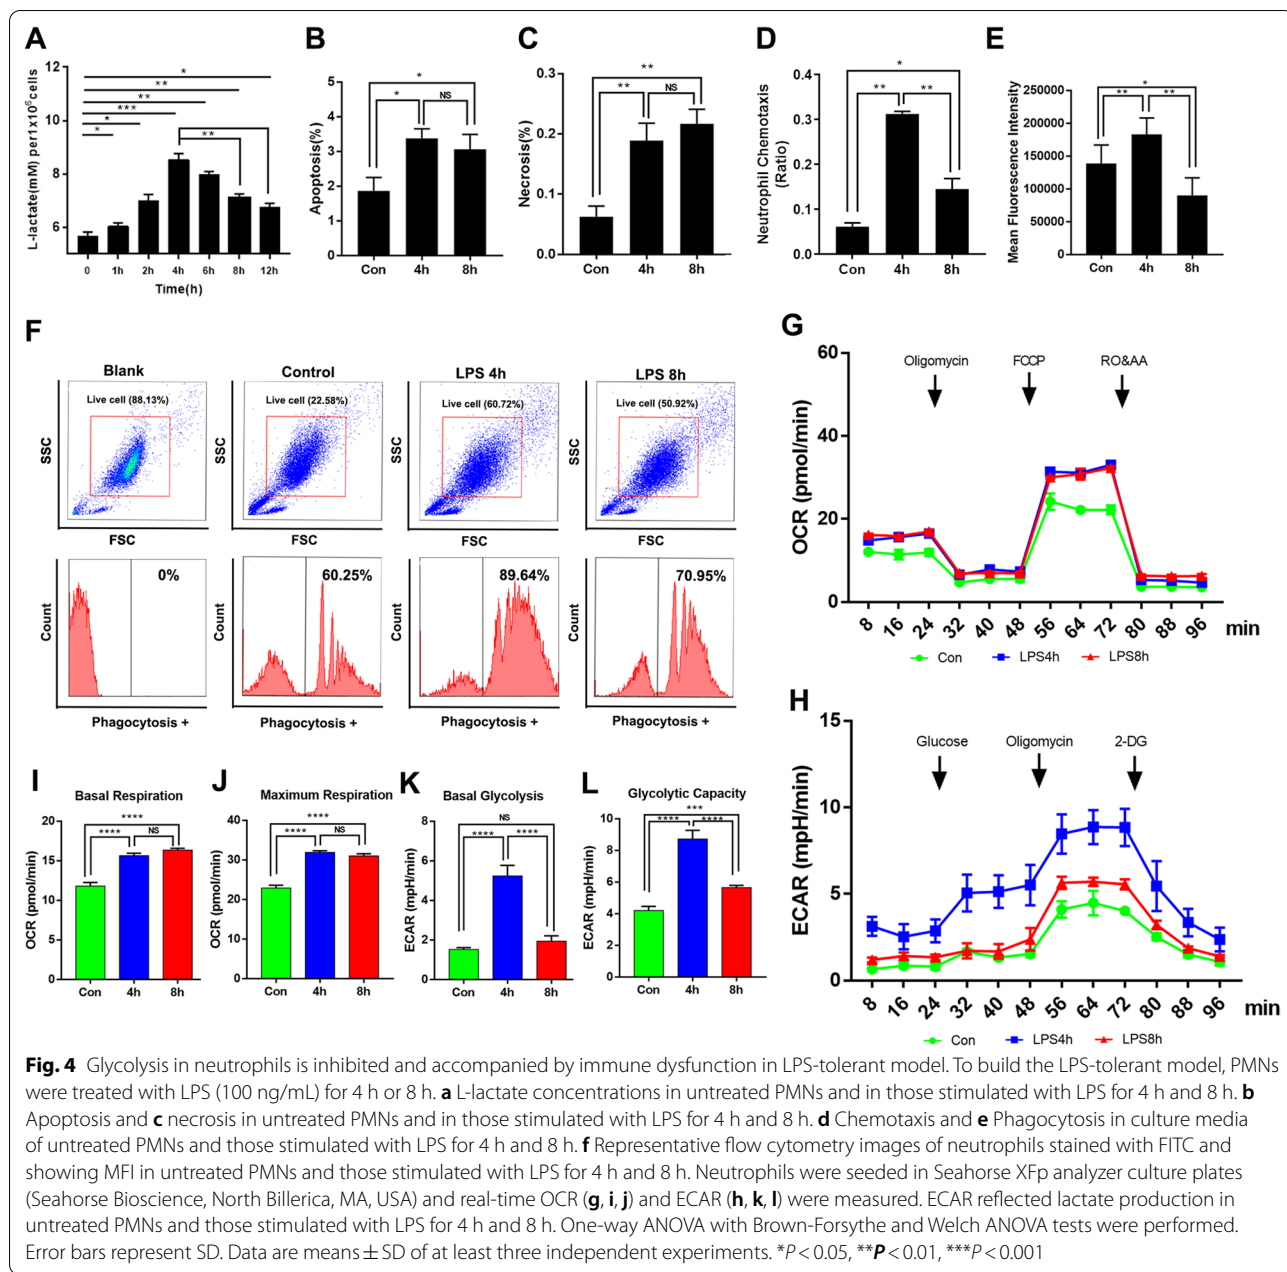 A
L-lactate(mM) per1x10⁶cells
12
10
8
6
*
**
**
***
*
*
**
0 1h 2h 4h 6h 8h 12h
Time(h)
B
Apoptosis(%)
5
4
3
2
1
0
*
*
NS
Con 4h 8h
C
Necrosis(%)
0.3
0.2
0.1
0.0
**
**
NS
Con 4h 8h
D
Neutrophil Chemotaxis
(Ratio)
0.4
0.3
0.2
0.1
0.0
*
**
**
Con 4h 8h
E
Mean Fluorescence Intensity
250000
200000
150000
100000
50000
0
*
**
**
Con 4h 8h
F
Blank
Control
LPS 4h
LPS 8h
Live cell (88.13%)
Live cell (22.58%)
Live cell (60.72%)
Live cell (50.92%)
SSC
SSC
SSC
SSC
FSC
FSC
FSC
FSC
0%
60.25%
89.64%
70.95%
Count
Count
Count
Count
Phagocytosis +
Phagocytosis +
Phagocytosis +
Phagocytosis +
G
OCR (pmol/min)
60
40
20
0
Oligomycin
FCCP
RO&AA
8 16 24 32 40 48 56 64 72 80 88 96 min
Con LPS4h LPS8h
H
ECAR (mpH/min)
15
10
5
0
Glucose
Oligomycin
2-DG
8 16 24 32 40 48 56 64 72 80 88 96 min
Con LPS4h LPS8h
I
Basal Respiration
OCR (pmol/min)
20
15
10
5
0
****
****
NS
Con 4h 8h
J
Maximum Respiration
OCR (pmol/min)
40
30
20
10
0
****
****
NS
Con 4h 8h
K
Basal Glycolysis
ECAR (mpH/min)
8
6
4
2
0
NS
****
****
Con 4h 8h
L
Glycolytic Capacity
ECAR (mpH/min)
10
8
6
4
2
0
***
****
****
Con 4h 8h
Fig. 4 Glycolysis in neutrophils is inhibited and accompanied by immune dysfunction in LPS-tolerant model. To build the LPS-tolerant model, PMNs
were treated with LPS (100 ng/mL) for 4 h or 8 h. a L-lactate concentrations in untreated PMNs and in those stimulated with LPS for 4 h and 8 h. b
Apoptosis and c necrosis in untreated PMNs and in those stimulated with LPS for 4 h and 8 h. d Chemotaxis and e Phagocytosis in culture media
of untreated PMNs and those stimulated with LPS for 4 h and 8 h. f Representative flow cytometry images of neutrophils stained with FITC and
showing MFI in untreated PMNs and those stimulated with LPS for 4 h and 8 h. Neutrophils were seeded in Seahorse XFp analyzer culture plates
(Seahorse Bioscience, North Billerica, MA, USA) and real-time OCR (g, i, j) and ECAR (h, k, l) were measured. ECAR reflected lactate production in
untreated PMNs and those stimulated with LPS for 4 h and 8 h. One-way ANOVA with Brown-Forsythe and Welch ANOVA tests were performed.
Error bars represent SD. Data are means ± SD of at least three independent experiments. *P < 0.05, **P < 0.01, ***P < 0.001